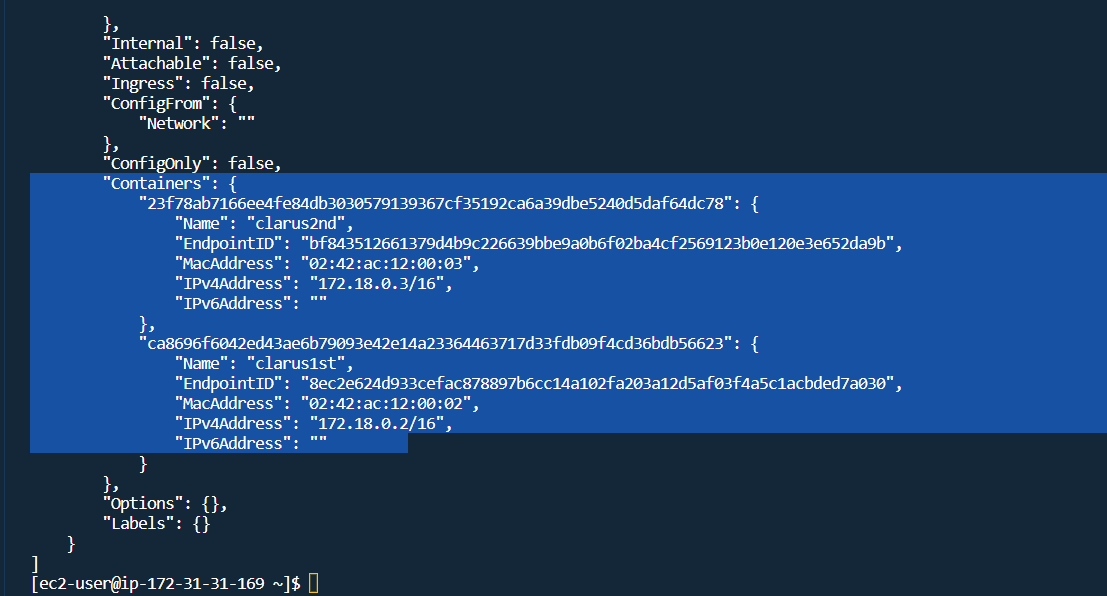 },
        "Internal": false,
        "Attachable": false,
        "Ingress": false,
        "ConfigFrom": {
            "Network": ""
        },
        "ConfigOnly": false,
        "Containers": {
            "23f78ab7166ee4fe84db3030579139367cf35192ca6a39dbe5240d5daf64dc78": {
                "Name": "clarus2nd",
                "EndpointID": "bf843512661379d4b9c226639bbe9a0b6f02ba4cf2569123b0e120e3e652da9b",
                "MacAddress": "02:42:ac:12:00:03",
                "IPv4Address": "172.18.0.3/16",
                "IPv6Address": ""
            },
            "ca8696f6042ed43ae6b79093e42e14a23364463717d33fdb09f4cd36bdb56623": {
                "Name": "clarus1st",
                "EndpointID": "8ec2e624d933cefac878897b6cc14a102fa203a12d5af03f4a5c1acbded7a030",
                "MacAddress": "02:42:ac:12:00:02",
                "IPv4Address": "172.18.0.2/16",
                "IPv6Address": ""
            }
        },
        "Options": {},
        "Labels": {}
    }
]
[ec2-user@ip-172-31-31-169 ~]$